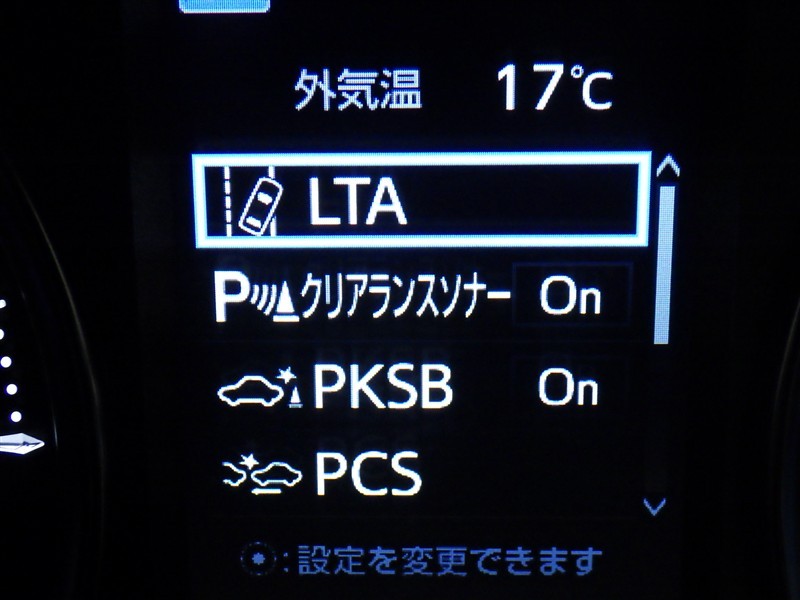 外気温 17℃
LTA
P クリアランスソナー On
PKSB On
PCS
:設定を変更できます